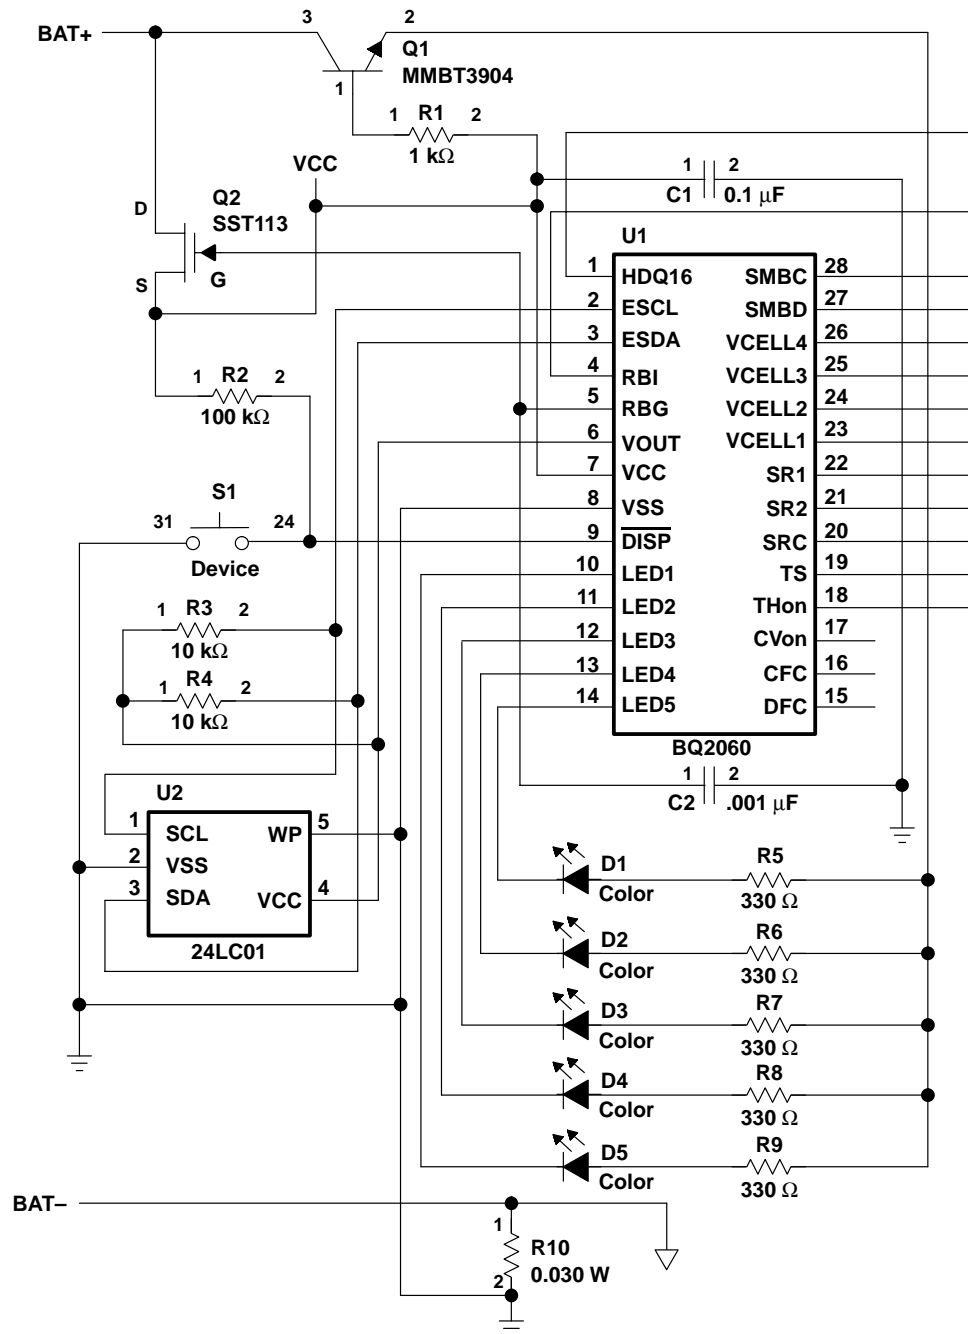 BAT+
3
2
Q1
MMBT3904
1
1 R1 2
1 kΩ
VCC
1 2
C1 0.1 μF
Q2
SST113
D
S
G
U1
1 HDQ16 SMBC 28
2 ESCL SMBD 27
3 ESDA VCELL4 26
4 RBI VCELL3 25
5 RBG VCELL2 24
6 VOUT VCELL1 23
7 VCC SR1 22
8 VSS SR2 21
9 DISP SRC 20
10 LED1 TS 19
11 LED2 THon 18
12 LED3 CVon 17
13 LED4 CFC 16
14 LED5 DFC 15
BQ2060
1 R2 2
100 kΩ
S1
31 24
Device
1 R3 2
10 kΩ
1 R4 2
10 kΩ
1 2
C2 .001 μF
U2
1 SCL WP 5
2 VSS
3 SDA VCC 4
24LC01
D1 R5
Color 330 Ω
D2 R6
Color 330 Ω
D3 R7
Color 330 Ω
D4 R8
Color 330 Ω
D5 R9
Color 330 Ω
BAT–
1
R10
0.030 W
2